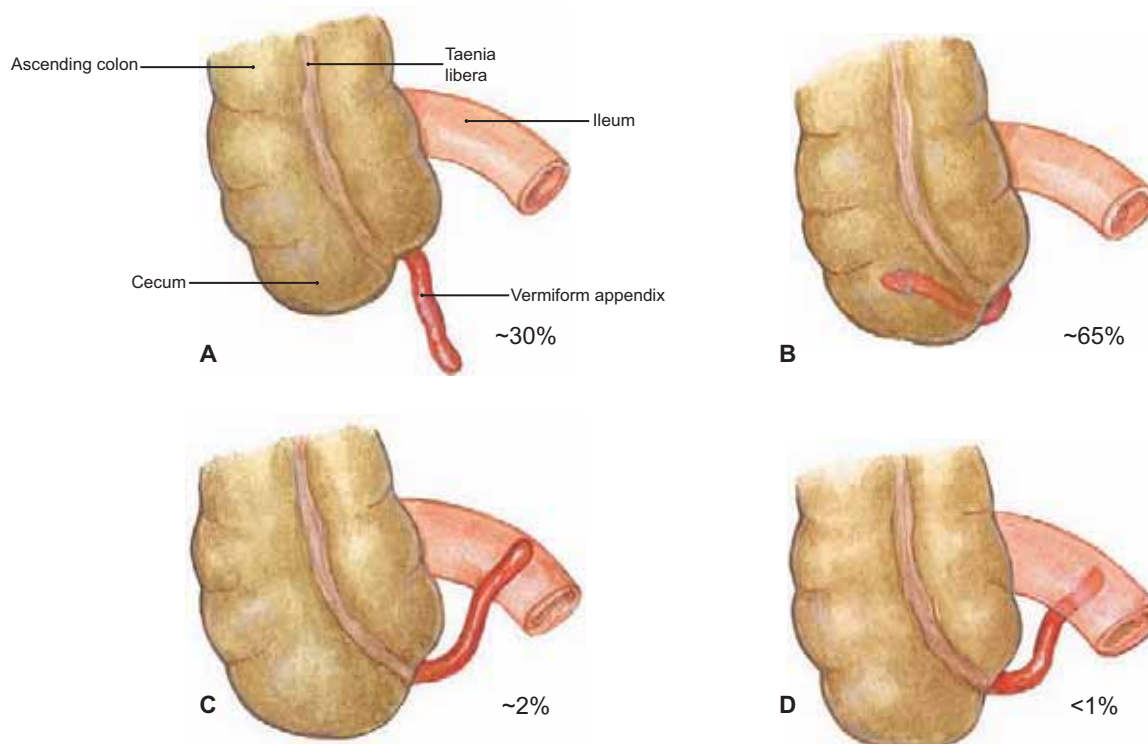 Ascending colon
Taenia
libera
Ileum
Cecum
Vermiform appendix
A
~30%
B
~65%
C
~2%
D
<1%